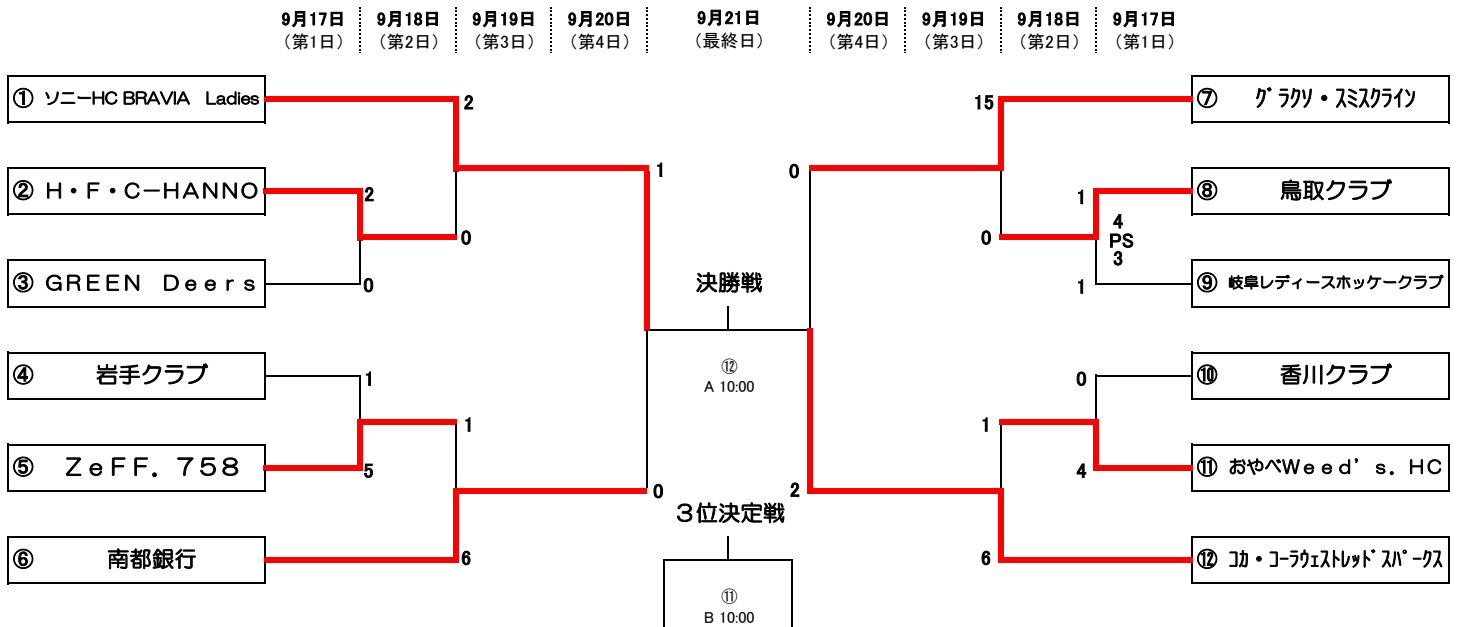 9月17日 9月18日 9月19日 9月20日 9月21日 9月20日 9月19日 9月18日 9月17日
(第1日) (第2日) (第3日) (第4日) (最終日) (第4日) (第3日) (第2日) (第1日)
① ソニーHC BRAVIA Ladies
2
15
⑦ グラクソ・スミスクライン
1
0
② H・F・C-HANNO
2
1
⑧ 鳥取クラブ
0
0
4
PS
3
③ GREEN Deers
0
決勝戦
1
⑨ 岐阜レディースホッケークラブ
⑫
A 10:00
④ 岩手クラブ
1
0
⑩ 香川クラブ
1
1
⑤ ZeFF. 758
5
4
⑪ おやべWeed's. HC
0
2
3位決定戦
⑥ 南都銀行
6
6
⑫ コカ・コーラウェストレッドスパークス
⑪
B 10:00